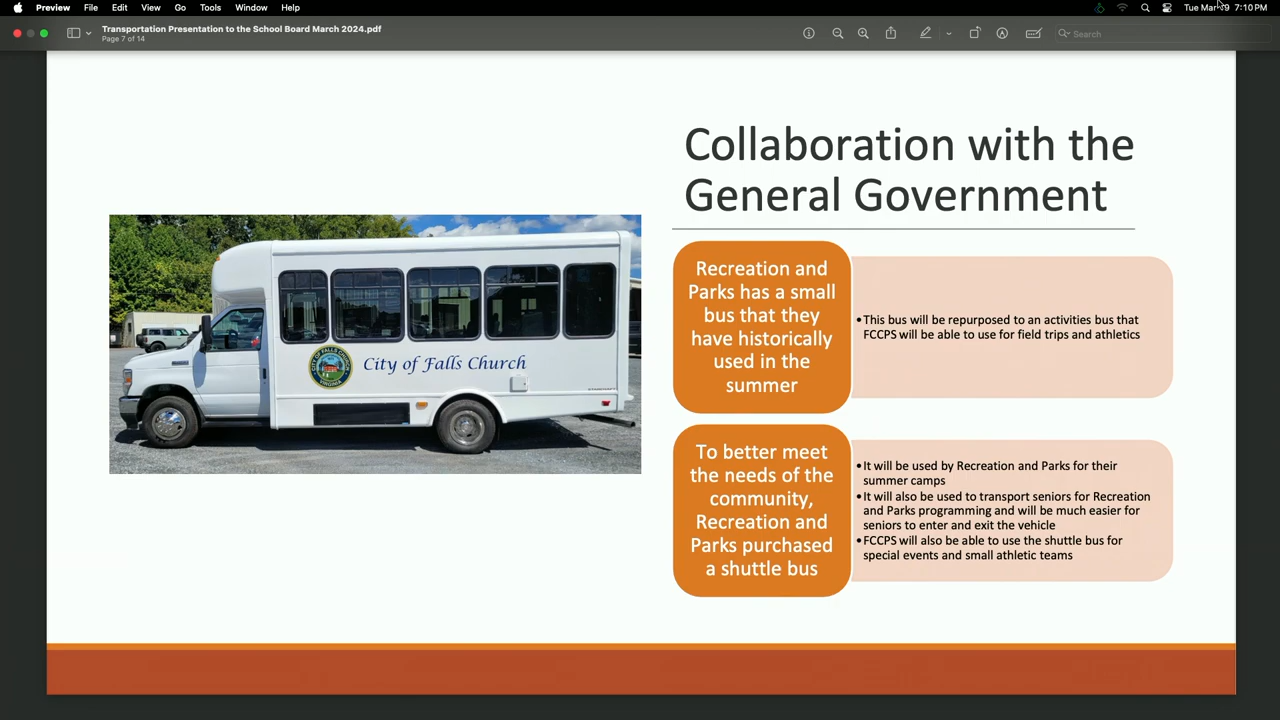 Preview File Edit View Go Tools Window Help
Tue Mar 19 7:10 PM
Transportation Presentation to the School Board March 2024.pdf
Page 7 of 14
Search
Collaboration with the
General Government
Recreation and
Parks has a small
bus that they
have historically
used in the
summer
•This bus will be repurposed to an activities bus that
FCCPS will be able to use for field trips and athletics
CITY OF FALLS CHURCH
VIRGINIA
City of Falls Church
To better meet
the needs of the
community,
Recreation and
Parks purchased
a shuttle bus
•It will be used by Recreation and Parks for their
summer camps
•It will also be used to transport seniors for Recreation
and Parks programming and will be much easier for
seniors to enter and exit the vehicle
•FCCPS will also be able to use the shuttle bus for
special events and small athletic teams